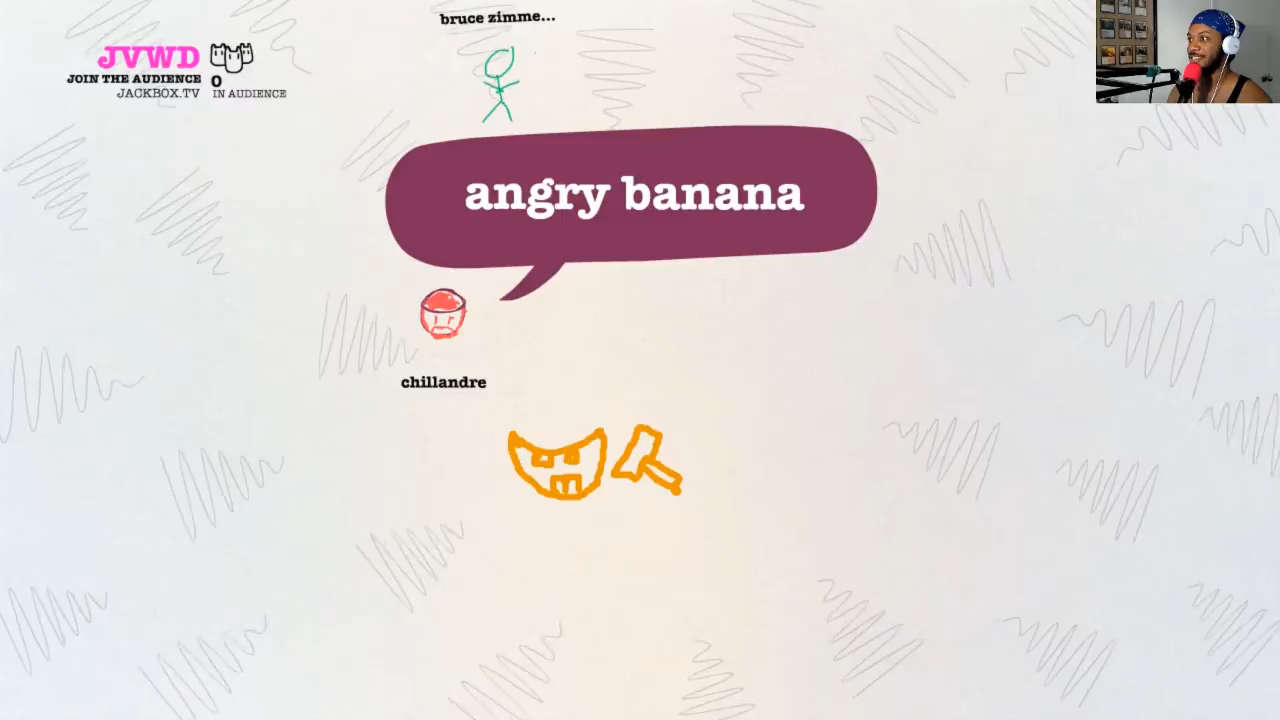 bruce zimme...
JVWD
JOIN THE AUDIENCE
JACKBOX.TV
0
IN AUDIENCE
angry banana
chillandre